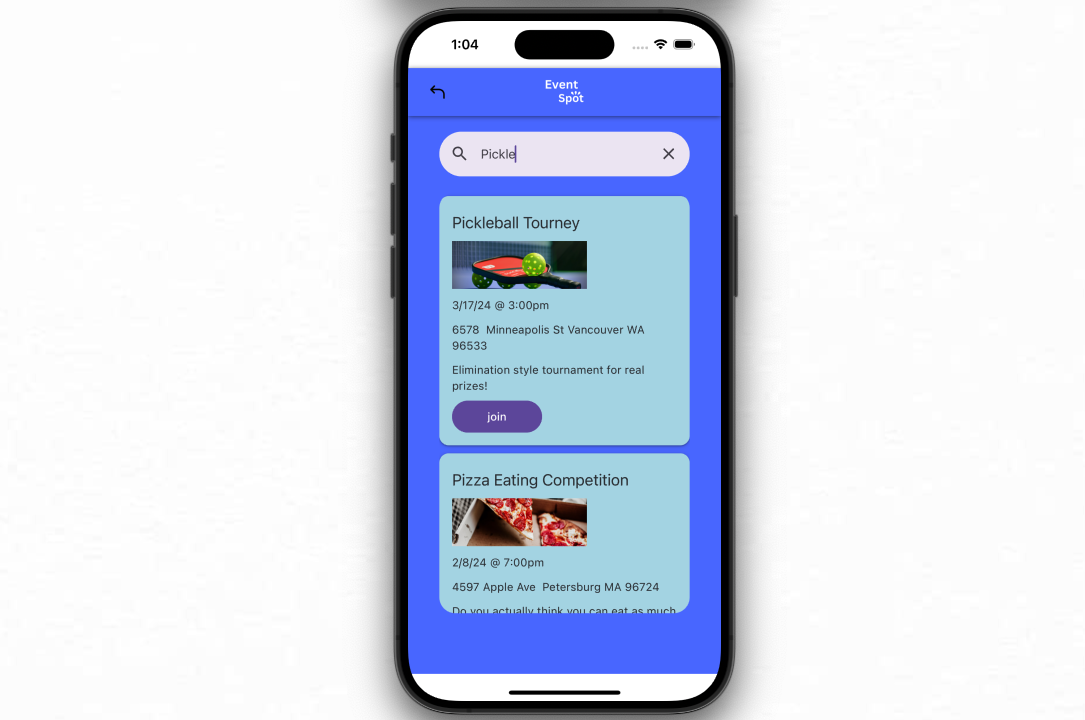 1:04
Event
Spot
Pickle
Pickleball Tourney
3/17/24 @ 3:00pm
6578  Minneapolis St Vancouver WA
96533
Elimination style tournament for real
prizes!
join
Pizza Eating Competition
2/8/24 @ 7:00pm
4597 Apple Ave  Petersburg MA 96724
Do you actually think you can eat as much